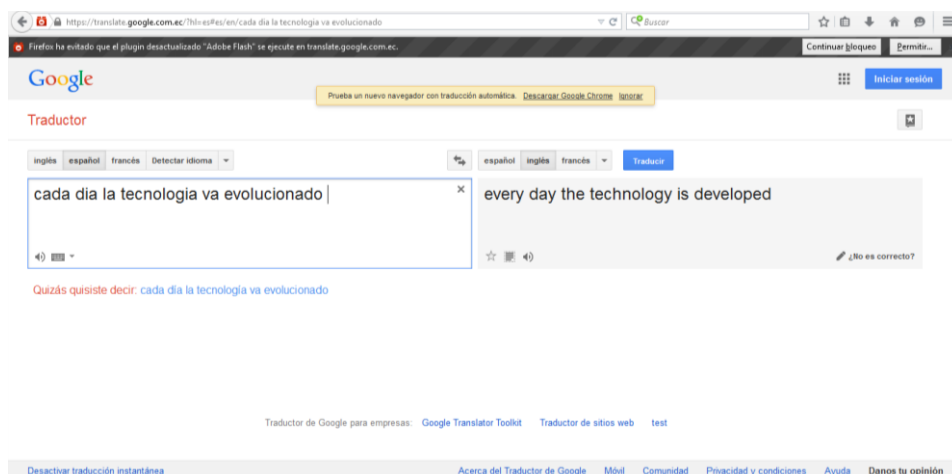 https://translate.google.com.ec/?hl=es#es/en/cada dia la tecnologia va evolucionado
Buscar
Firefox ha evitado que el plugin desactualizado "Adobe Flash" se ejecute en translate.google.com.ec.
Continuar bloqueo
Permitir...
Google
Prueba un nuevo navegador con traducción automática. Descargar Google Chrome Ignorar
Iniciar sesión
Traductor
inglés español francés Detectar idioma
español inglés francés Traducir
cada dia la tecnologia va evolucionado
every day the technology is developed
¿No es correcto?
Quizás quisiste decir: cada día la tecnología va evolucionado
Traductor de Google para empresas: Google Translator Toolkit Traductor de sitios web test
Desactivar traducción instantánea
Acerca del Traductor de Google Móvil Comunidad Privacidad y condiciones Ayuda Danos tu opinión